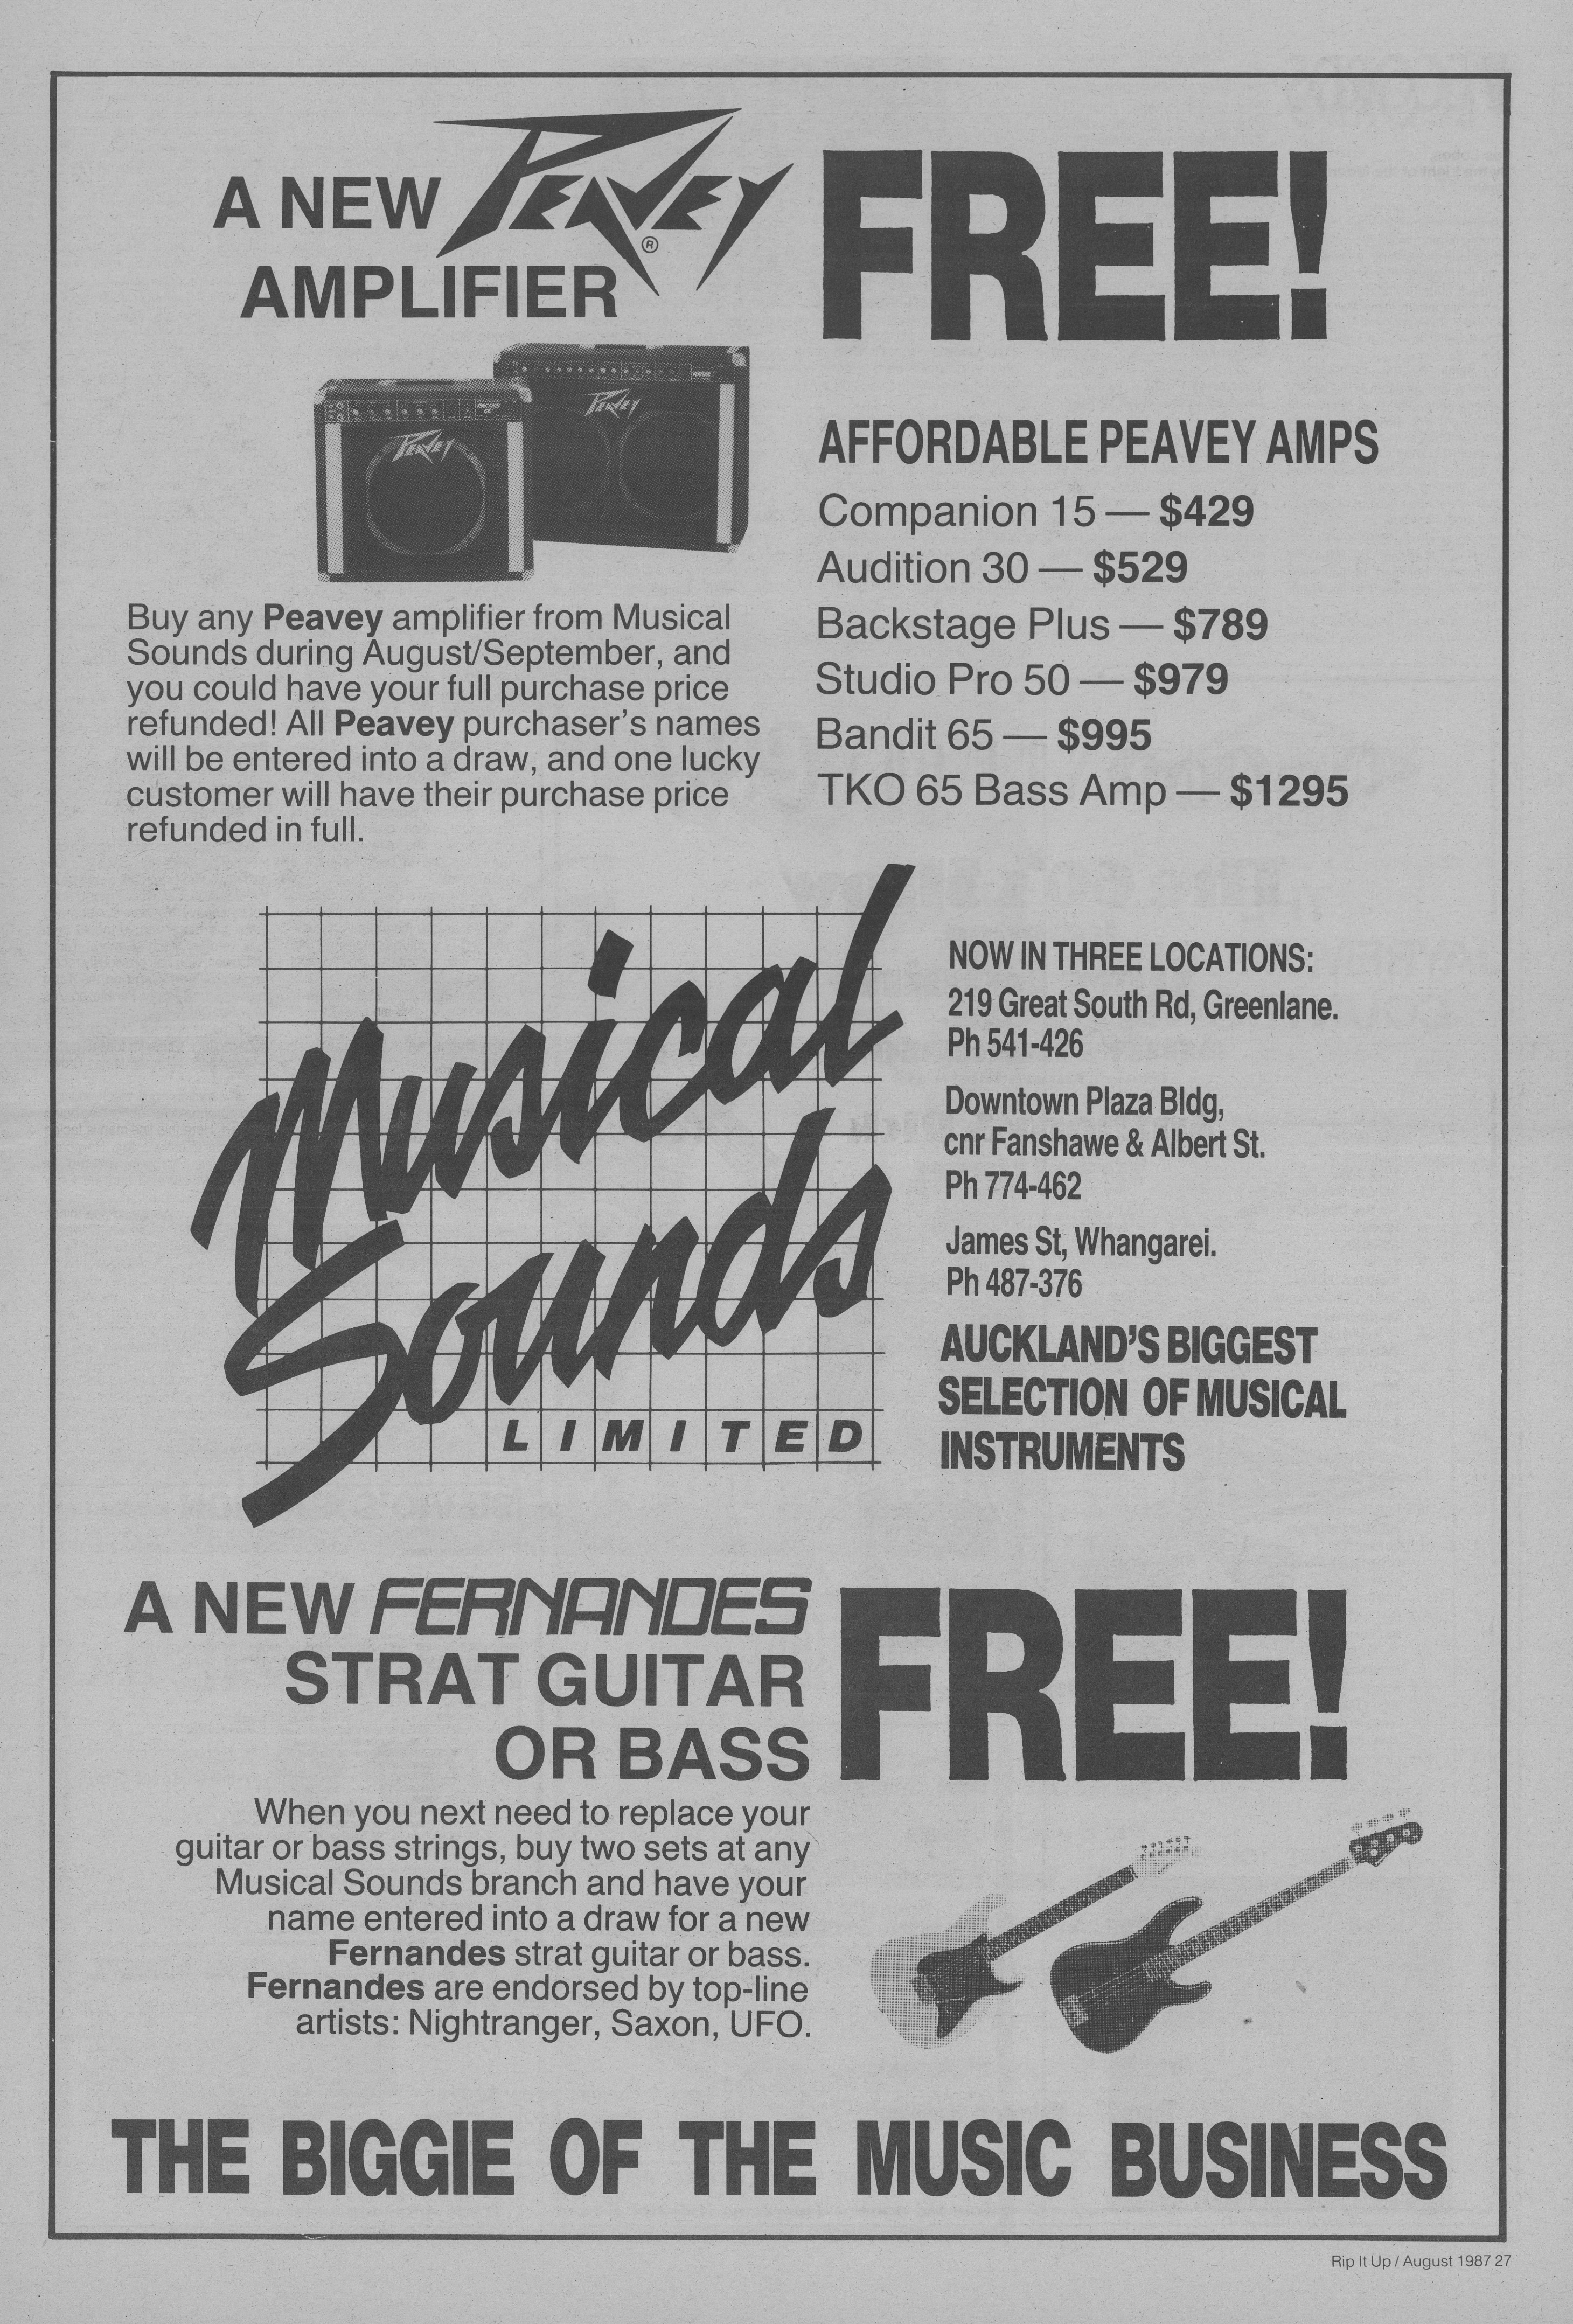 A NEW PEAVEY®
AMPLIFIER
FREE!
PEAVEY
PEAVEY
Buy any Peavey amplifier from Musical
Sounds during August/September, and
you could have your full purchase price
refunded! All Peavey purchaser's names
will be entered into a draw, and one lucky
customer will have their purchase price
refunded in full.
AFFORDABLE PEAVEY AMPS
Companion 15 — $429
Audition 30 — $529
Backstage Plus — $789
Studio Pro 50 — $979
Bandit 65 — $995
TKO 65 Bass Amp — $1295
Musical
Sounds
LIMITED
NOW IN THREE LOCATIONS:
219 Great South Rd, Greenlane.
Ph 541-426
Downtown Plaza Bldg,
cnr Fanshawe & Albert St.
Ph 774-462
James St, Whangarei.
Ph 487-376
AUCKLAND'S BIGGEST
SELECTION OF MUSICAL
INSTRUMENTS
A NEW FERNANDES
STRAT GUITAR
OR BASS
FREE!
When you next need to replace your
guitar or bass strings, buy two sets at any
Musical Sounds branch and have your
name entered into a draw for a new
Fernandes strat guitar or bass.
Fernandes are endorsed by top-line
artists: Nightranger, Saxon, UFO.
THE BIGGIE OF THE MUSIC BUSINESS
Rip It Up / August 1987 27